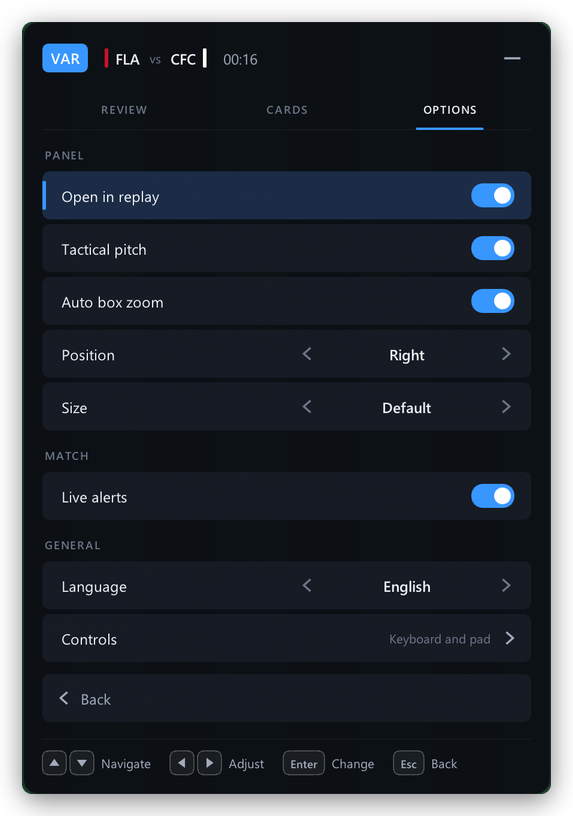 VAR FLA vs CFC 00:16
REVIEW CARDS OPTIONS
PANEL
Open in replay
Tactical pitch
Auto box zoom
Position Right
Size Default
MATCH
Live alerts
GENERAL
Language English
Controls Keyboard and pad
Back
Navigate Adjust Enter Change Esc Back